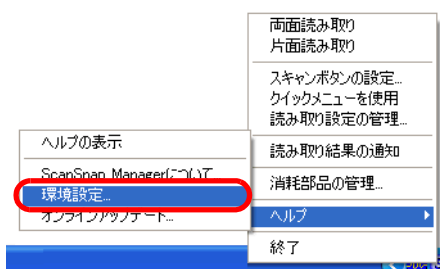 両面読み取り
片面読み取り
スキャンボタンの設定...
クイックメニューを使用
読み取り設定の管理...
読み取り結果の通知
消耗部品の管理...
ヘルプ
終了
ヘルプの表示
ScanSnap Managerについて
環境設定...
オンラインアップデート...